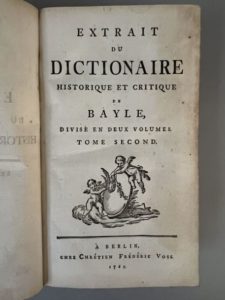 EXTRAIT
DU
DICTIONAIRE
HISTORIQUE ET CRITIQUE
DE
BAYLE,
DIVISÉ EN DEUX VOLUMES.
TOME SECOND.
À BERLIN,
CHEZ CHRÉTIEN FRÉDÉRIC VOSS